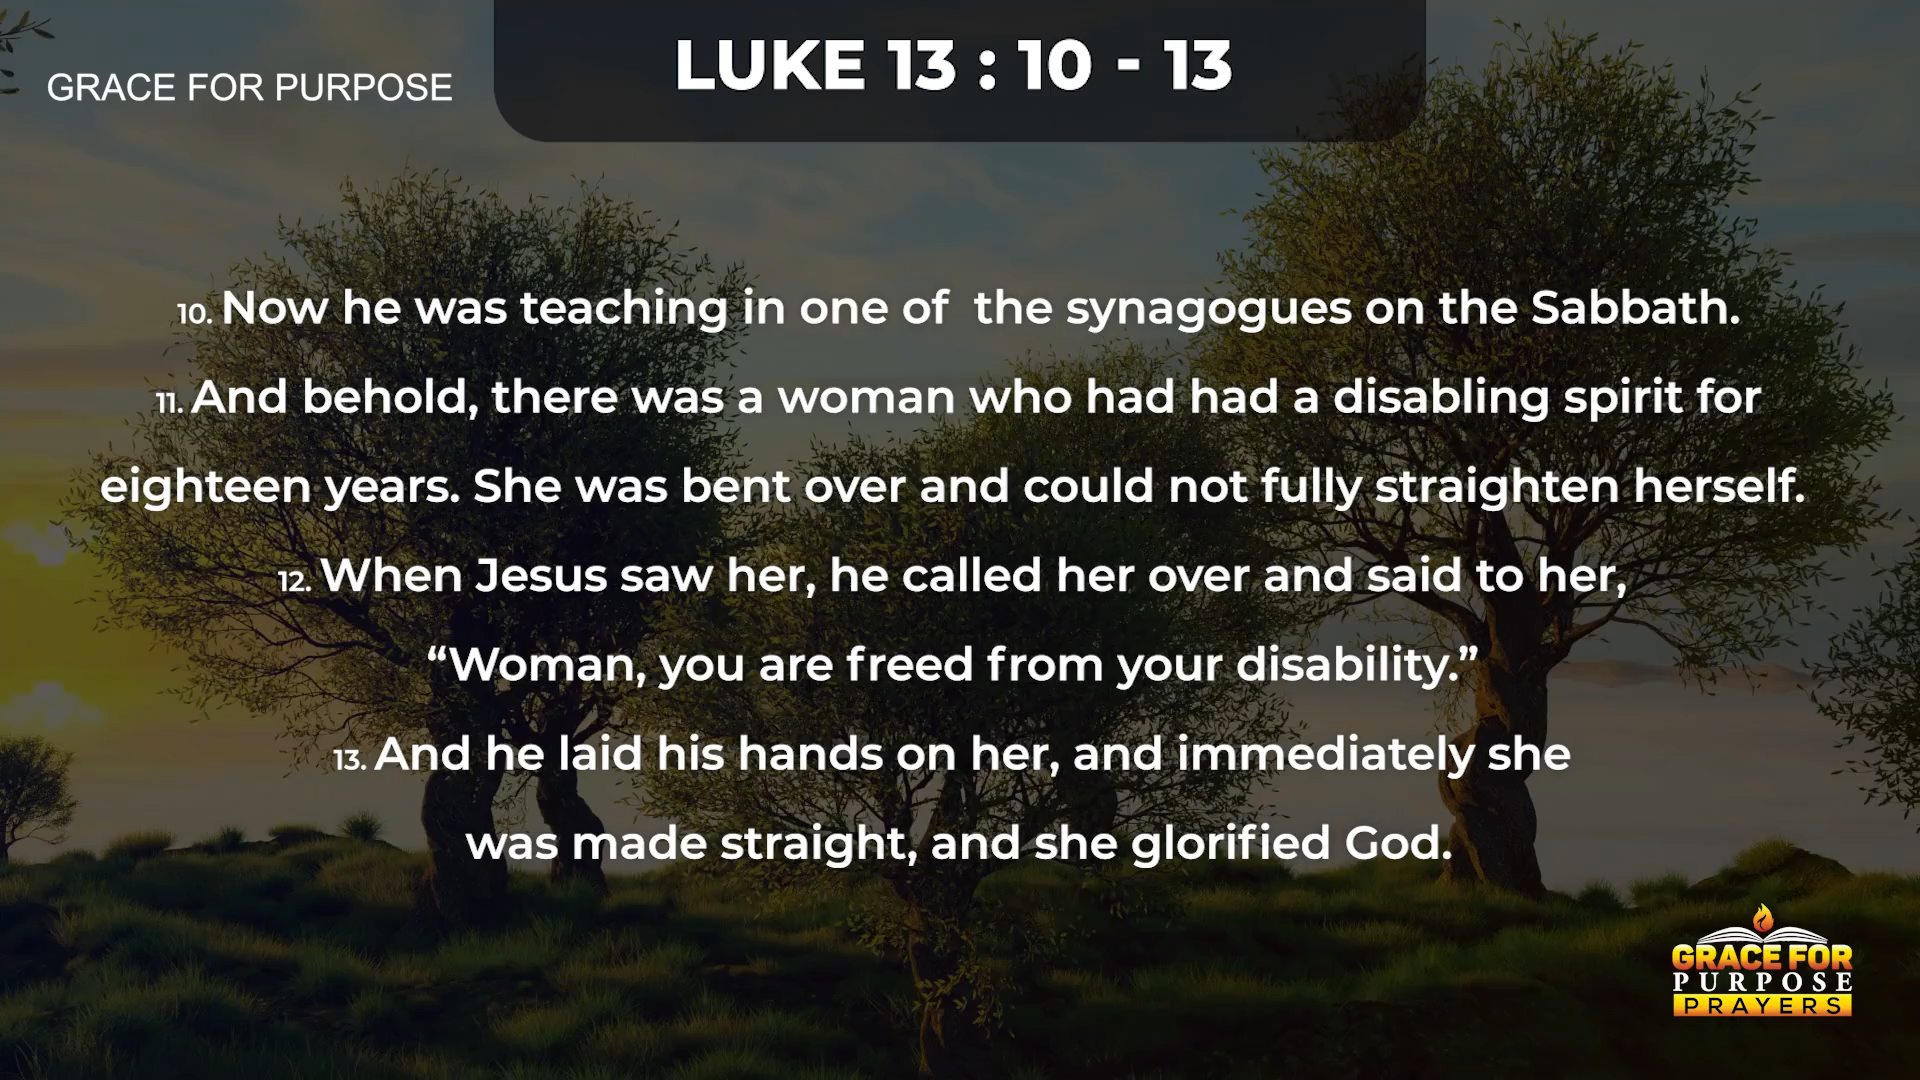 GRACE FOR PURPOSE
LUKE 13 : 10 - 13
10. Now he was teaching in one of  the synagogues on the Sabbath.
11. And behold, there was a woman who had had a disabling spirit for
eighteen years. She was bent over and could not fully straighten herself.
12. When Jesus saw her, he called her over and said to her,
“Woman, you are freed from your disability.”
13. And he laid his hands on her, and immediately she
was made straight, and she glorified God.
GRACE FOR
PURPOSE
PRAYERS